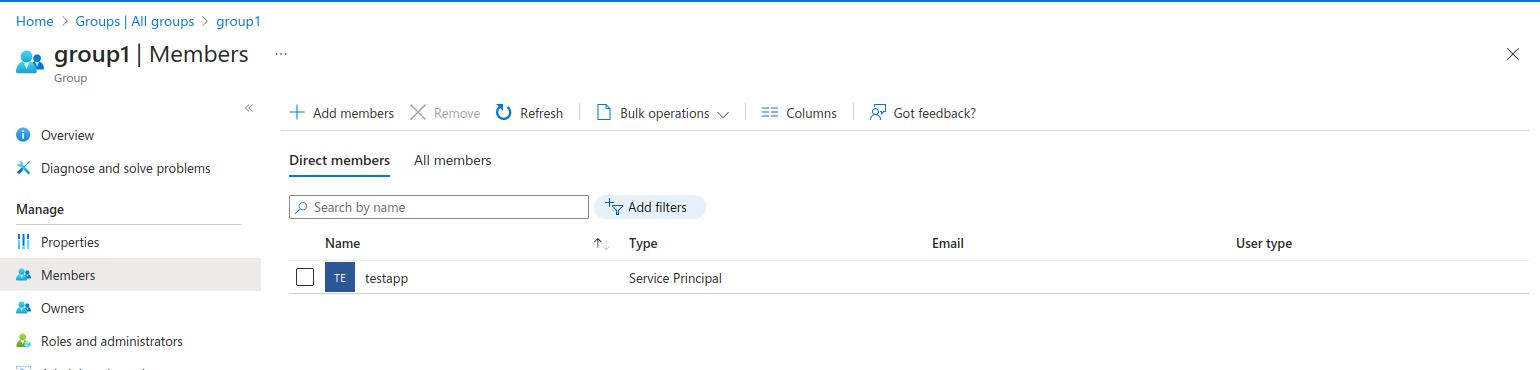 Home > Groups | All groups > group1
group1 | Members ...
Group
Overview
Diagnose and solve problems
Manage
Properties
Members
Owners
Roles and administrators
Add members Remove Refresh Bulk operations Columns Got feedback?
Direct members All members
Search by name Add filters
Name Type Email User type
TE testapp Service Principal